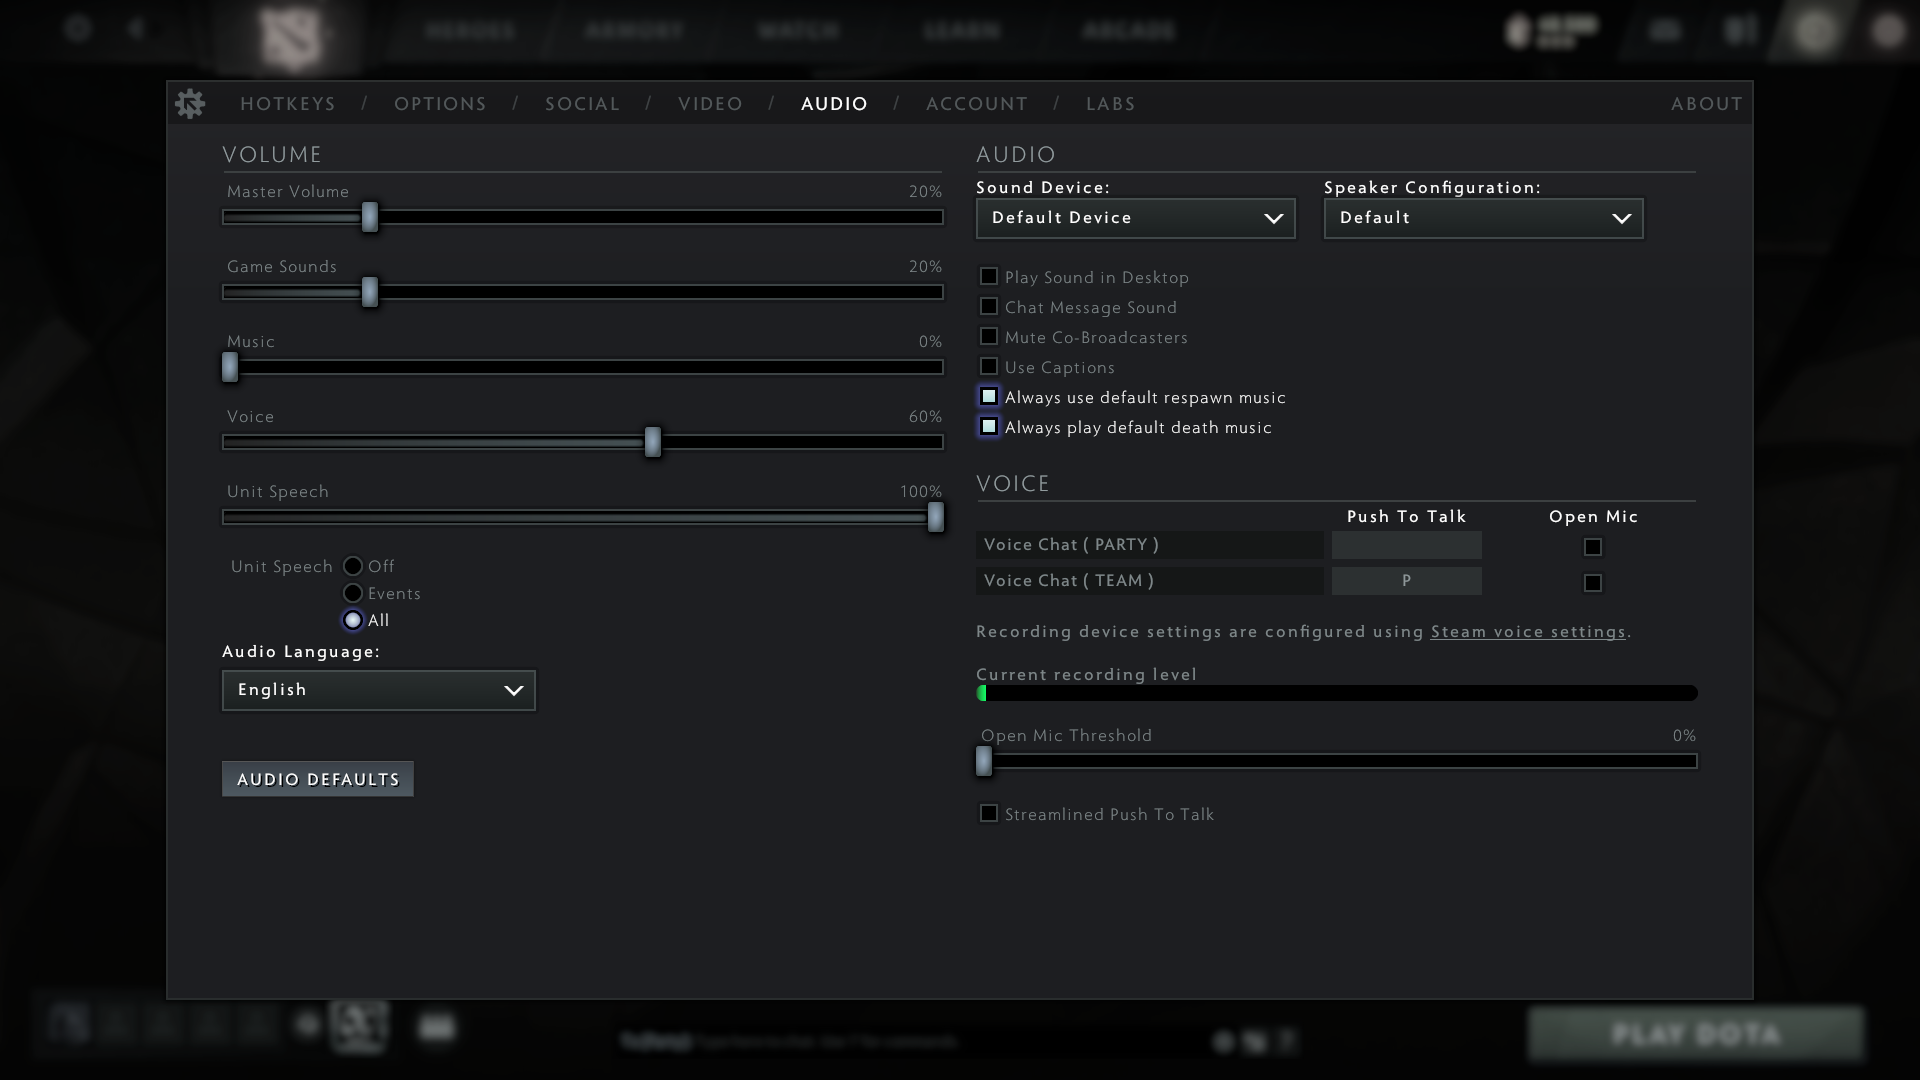 HEROES ARMORY WATCH LEARN ARCADE
HOTKEYS / OPTIONS / SOCIAL / VIDEO / AUDIO / ACCOUNT / LABS ABOUT
VOLUME
Master Volume 20%
Game Sounds 20%
Music 0%
Voice 60%
Unit Speech 100%
Unit Speech Off
Events
All
Audio Language:
English
AUDIO DEFAULTS
AUDIO
Sound Device: Speaker Configuration:
Default Device Default
Play Sound in Desktop
Chat Message Sound
Mute Co-Broadcasters
Use Captions
Always use default respawn music
Always play default death music
VOICE
Push To Talk Open Mic
Voice Chat ( PARTY )
Voice Chat ( TEAM ) P
Recording device settings are configured using Steam voice settings.
Current recording level
Open Mic Threshold 0%
Streamlined Push To Talk
PLAY DOTA